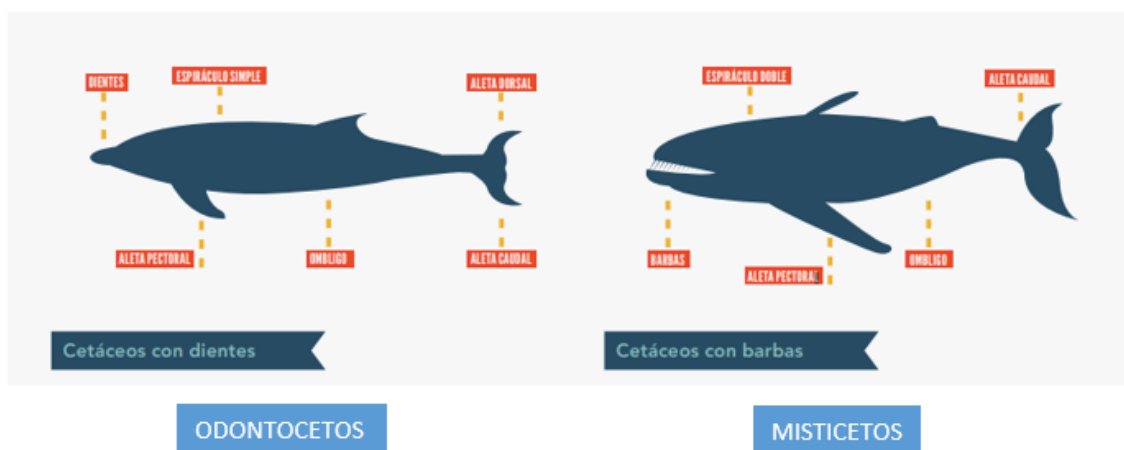 DIENTES
ESPIRÁCULO SIMPLE
ALETA DORSAL
ALETA PECTORAL
OMBLIGO
ALETA CAUDAL
Cetáceos con dientes
ODONTOCETOS
ESPIRÁCULO DOBLE
ALETA CAUDAL
BARBAS
ALETA PECTORAL
OMBLIGO
Cetáceos con barbas
MISTICETOS